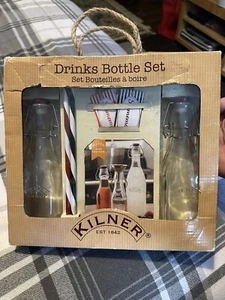 Drinks Bottle Set
Set Bouteilles à boire
KILNER
EST 1842